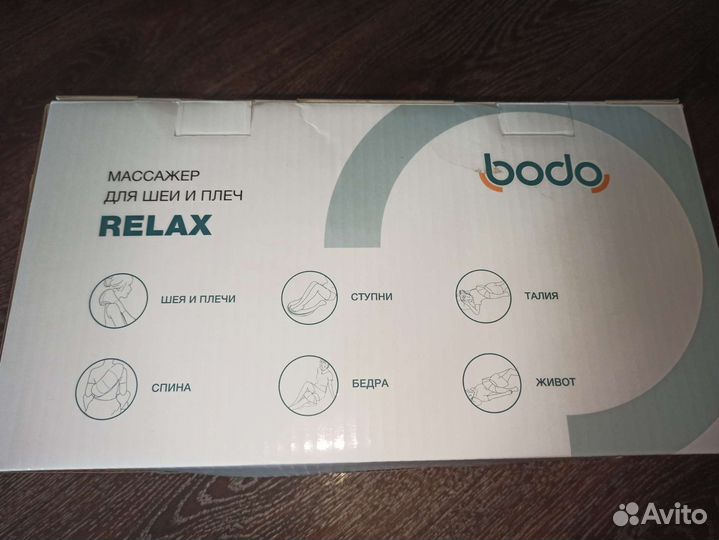 МАССАЖЕР
ДЛЯ ШЕИ И ПЛЕЧ
RELAX
bodo
ШЕЯ И ПЛЕЧИ
СТУПНИ
ТАЛИЯ
СПИНА
БЕДРА
ЖИВОТ
Avito